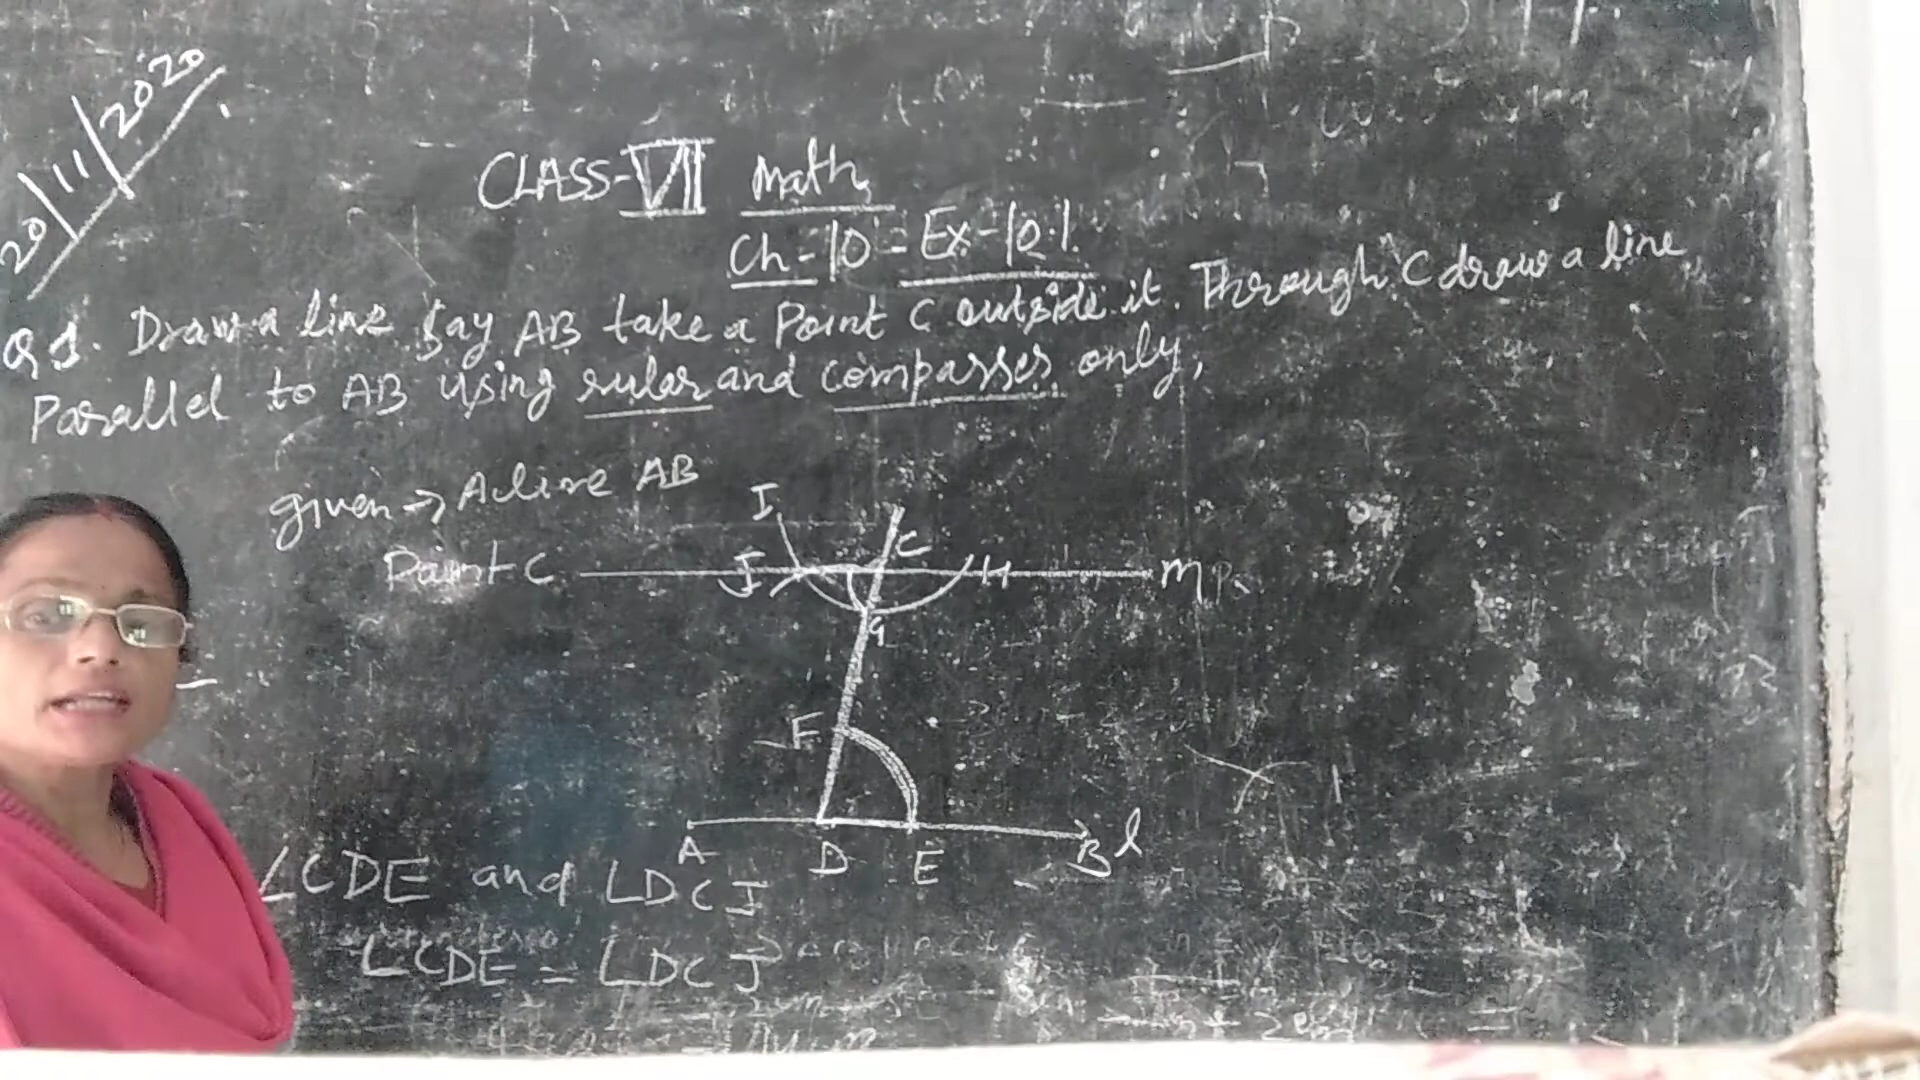 20/11/2020
CLASS-VII Math
Ch-10-Ex-10.1
Q1. Draw a line say AB take a Point C outside it. Through C draw a line
Parallel to AB using rular and compasses only,
given → A line AB
Point C
I
C
J
H
m
G
F
A
D
E
B
l
∠CDE and ∠DCJ
∠CDE = ∠DCJ